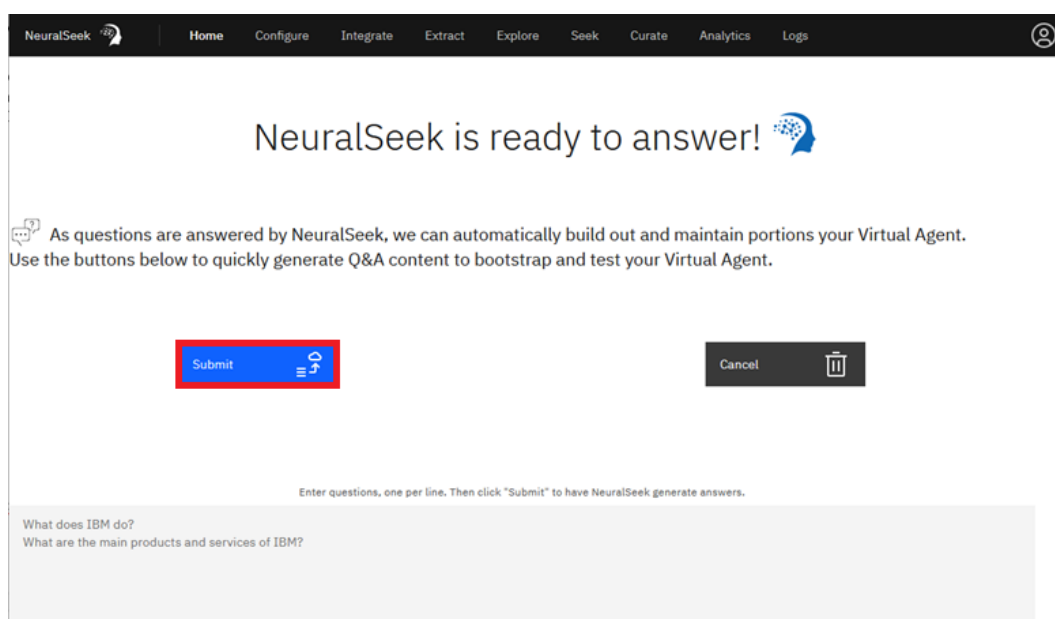 NeuralSeek Home Configure Integrate Extract Explore Seek Curate Analytics Logs
NeuralSeek is ready to answer!
As questions are answered by NeuralSeek, we can automatically build out and maintain portions your Virtual Agent.
Use the buttons below to quickly generate Q&A content to bootstrap and test your Virtual Agent.
Submit Cancel
Enter questions, one per line. Then click "Submit" to have NeuralSeek generate answers.
What does IBM do?
What are the main products and services of IBM?